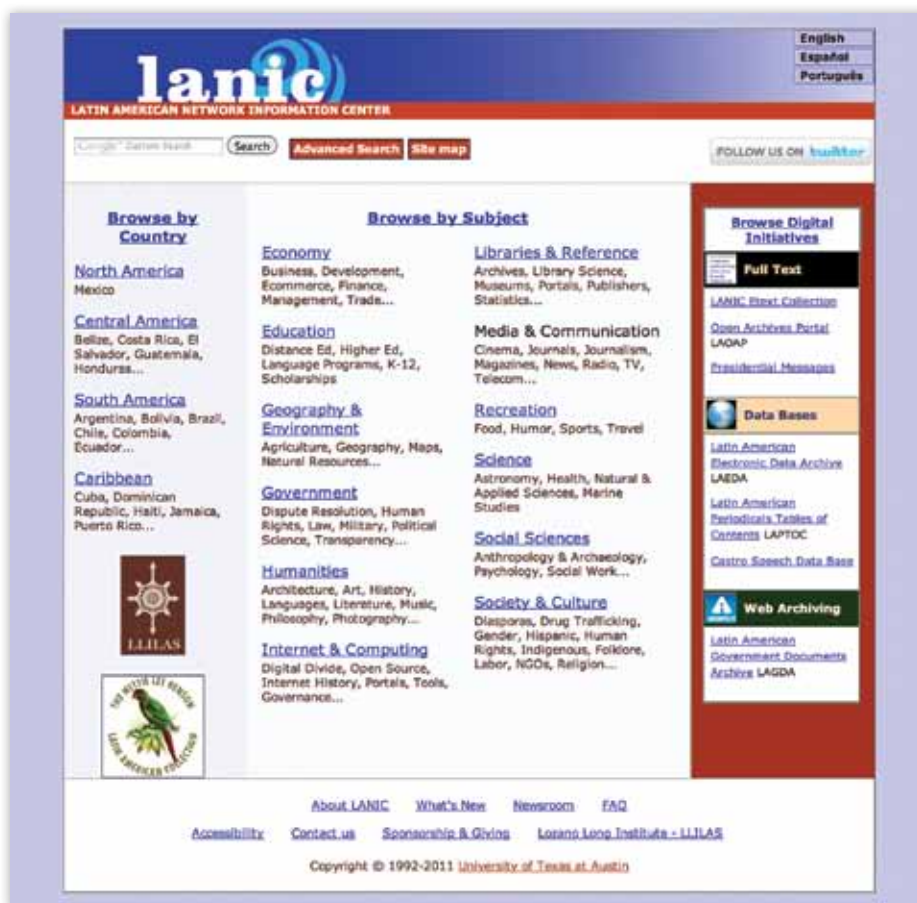 English
Español
Português
lanic
LATIN AMERICAN NETWORK INFORMATION CENTER
Google™ Custom Search
Search
Advanced Search
Site map
FOLLOW US ON twitter
Browse by
Country
North America
Mexico
Central America
Belize, Costa Rica, El
Salvador, Guatemala,
Honduras...
South America
Argentina, Bolivia, Brazil,
Chile, Colombia,
Ecuador...
Caribbean
Cuba, Dominican
Republic, Haiti, Jamaica,
Puerto Rico...
LLILAS
THE NETTIE LEE BENSON
LATIN AMERICAN COLLECTION
Browse by Subject
Economy
Business, Development,
Ecommerce, Finance,
Management, Trade...
Education
Distance Ed, Higher Ed,
Language Programs, K-12,
Scholarships
Geography &
Environment
Agriculture, Geography, Maps,
Natural Resources...
Government
Dispute Resolution, Human
Rights, Law, Military, Political
Science, Transparency...
Humanities
Architecture, Art, History,
Languages, Literature, Music,
Philosophy, Photography...
Internet & Computing
Digital Divide, Open Source,
Internet History, Portals, Tools,
Governance...
Libraries & Reference
Archives, Library Science,
Museums, Portals, Publishers,
Statistics...
Media & Communication
Cinema, Journals, Journalism,
Magazines, News, Radio, TV,
Telecom...
Recreation
Food, Humor, Sports, Travel
Science
Astronomy, Health, Natural &
Applied Sciences, Marine
Studies
Social Sciences
Anthropology & Archaeology,
Psychology, Social Work...
Society & Culture
Diasporas, Drug Trafficking,
Gender, Hispanic, Human
Rights, Indigenous, Folklore,
Labor, NGOs, Religion...
Browse Digital
Initiatives
Full Text
LANIC Etext Collection
Open Archives Portal
LAOAP
Presidential Messages
Data Bases
Latin American
Electronic Data Archive
LAEDA
Latin American
Periodicals Tables of
Contents LAPTOC
Castro Speech Data Base
Web Archiving
Latin American
Government Documents
Archive LAGDA
About LANIC What's New Newsroom FAQ
Accessibility Contact us Sponsorship & Giving Lozano Long Institute - LLILAS
Copyright © 1992-2011 University of Texas at Austin